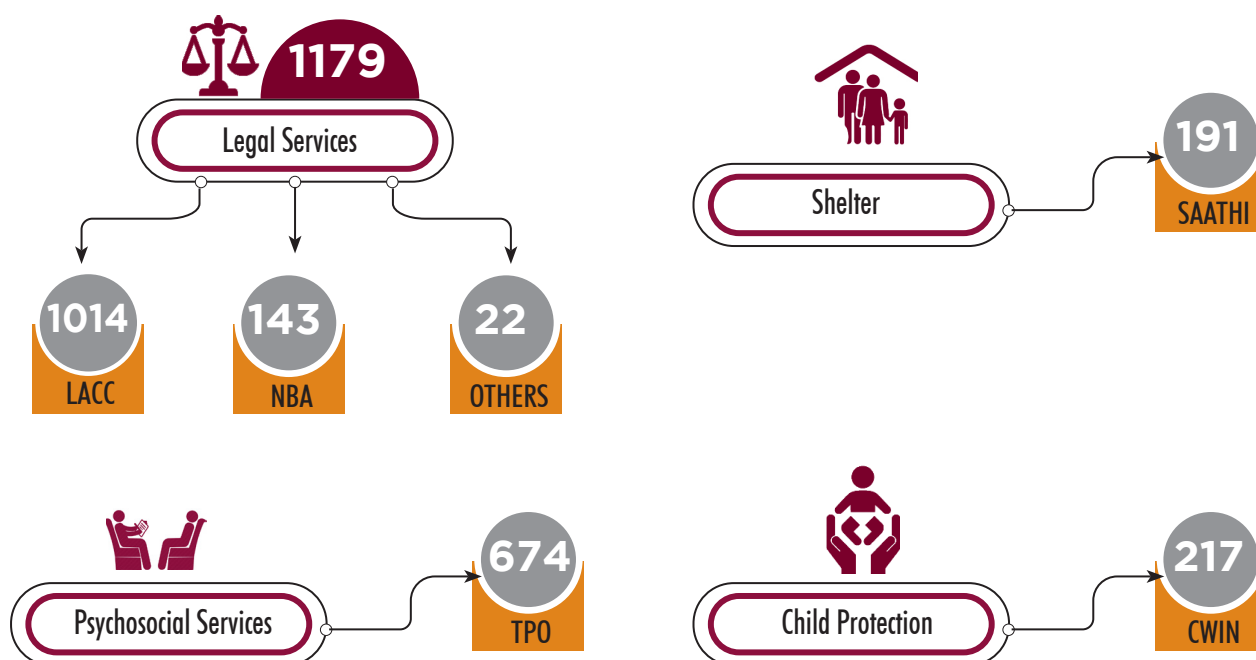 1179
Legal Services
1014
LACC
143
NBA
22
OTHERS
Shelter
191
SAATHI
Psychosocial Services
674
TPO
Child Protection
217
CWIN